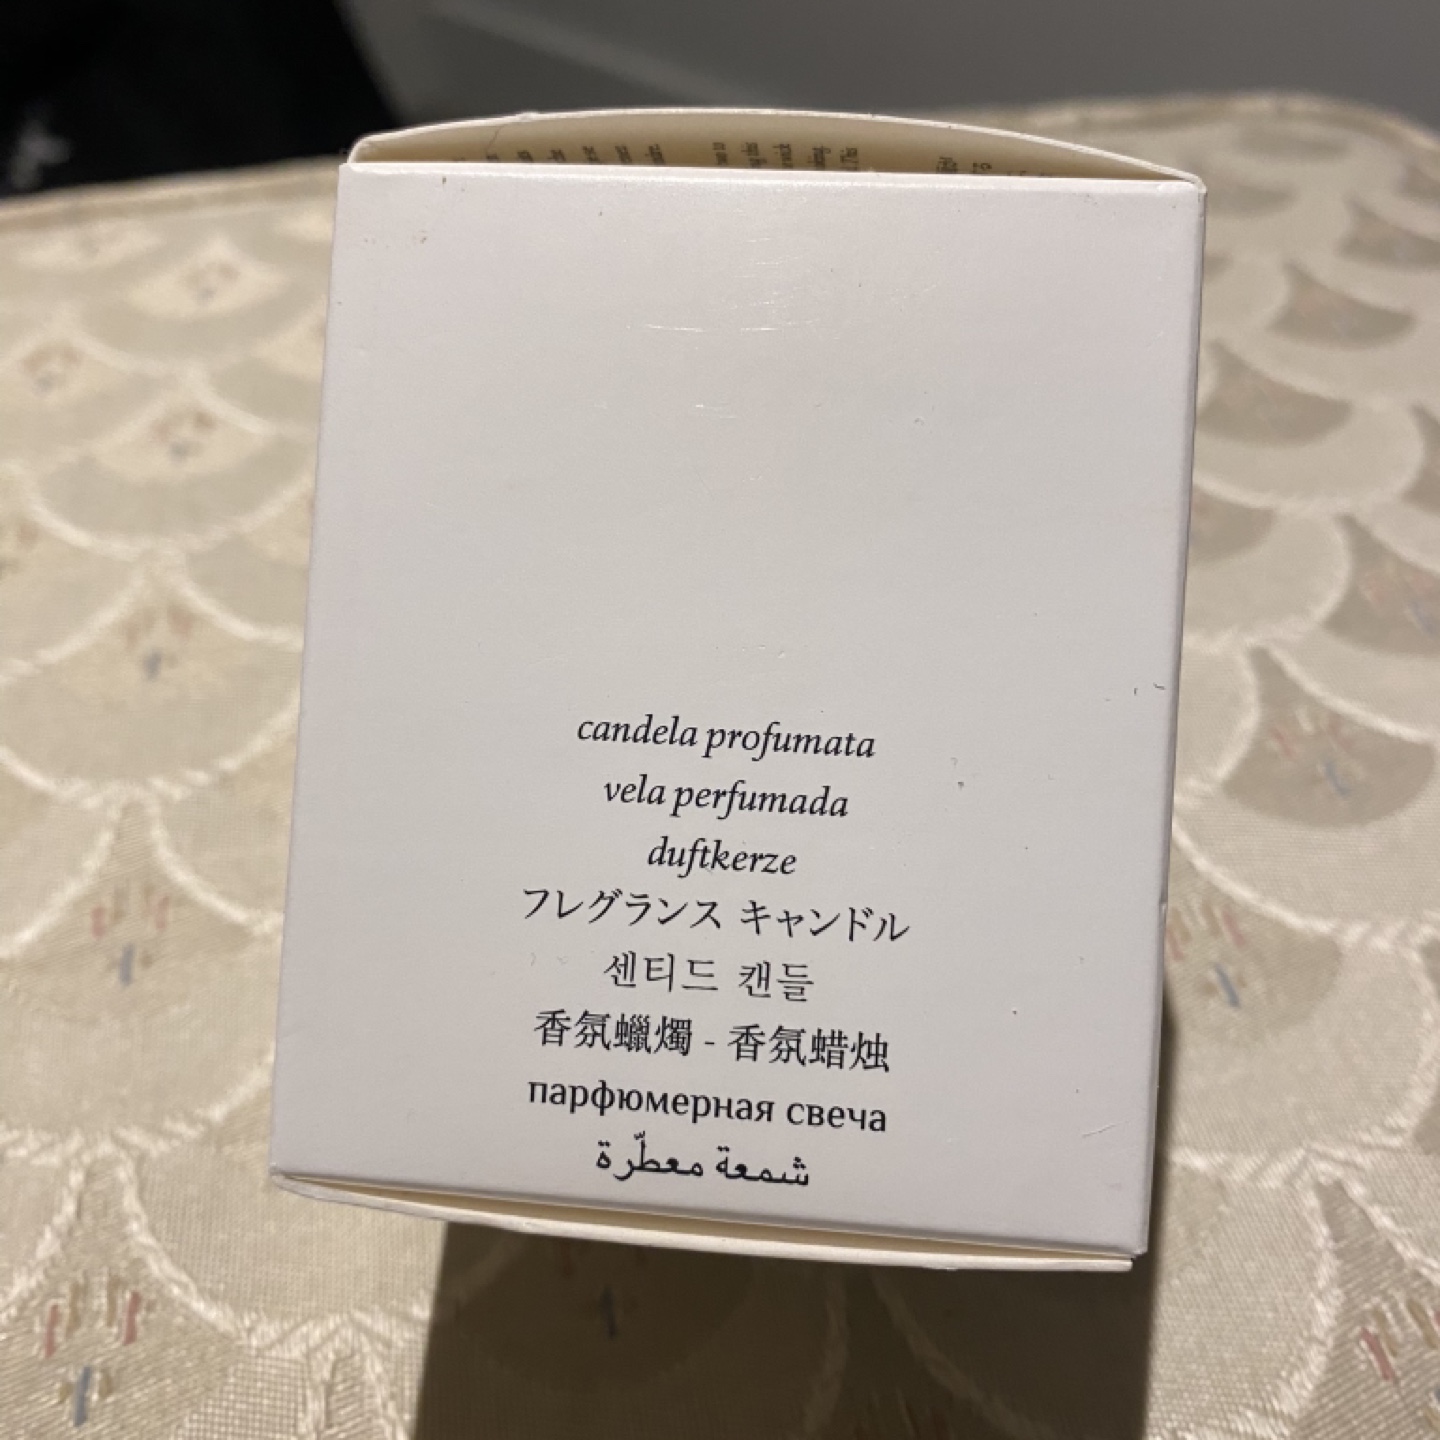 candela profumata
vela perfumada
duftkerze
フレグランス キャンドル
센티드 캔들
香氛蠟燭 - 香氛蜡烛
парфюмерная свеча
شمعة معطّرة